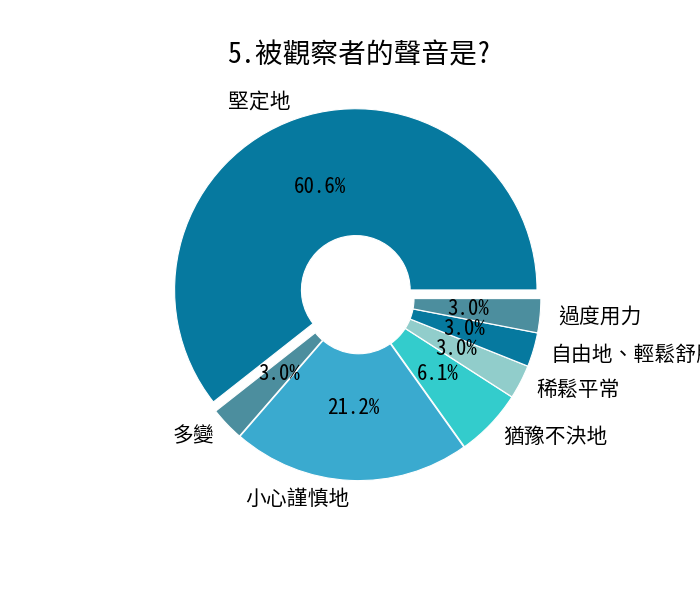 5.被觀察者的聲音是?
堅定地
60.6%
3.0%
過度用力
3.0%
自由地、輕鬆舒
3.0%
稀鬆平常
3.0%
6.1%
21.2%
多變
猶豫不決地
小心謹慎地